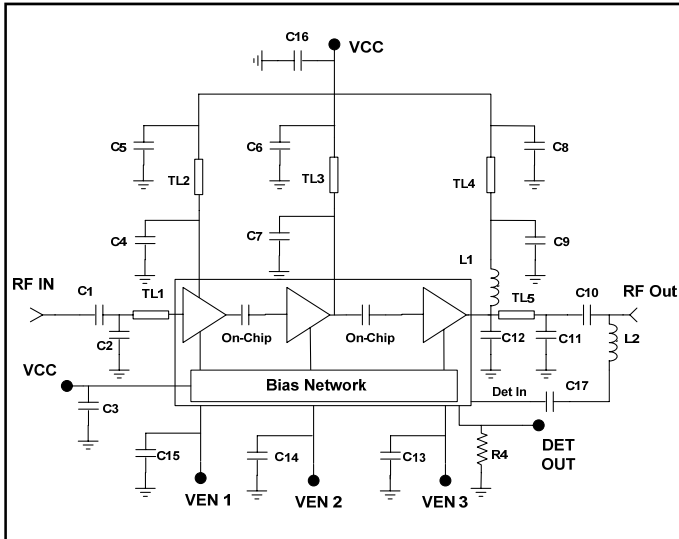 C16
VCC
C5
C6
C8
TL2
TL3
TL4
C4
C7
C9
L1
RF IN
C1
TL1
TL5
C10
RF Out
C2
On-Chip
On-Chip
C12
C11
L2
VCC
Bias Network
Det In
C17
C3
C15
C14
C13
R4
DET
OUT
VEN 1
VEN 2
VEN 3